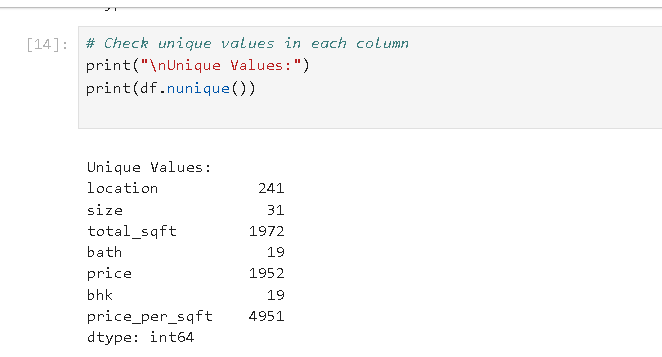 [14]: # Check unique values in each column
print("\nUnique Values:")
print(df.nunique())
Unique Values:
location 241
size 31
total_sqft 1972
bath 19
price 1952
bhk 19
price_per_sqft 4951
dtype: int64